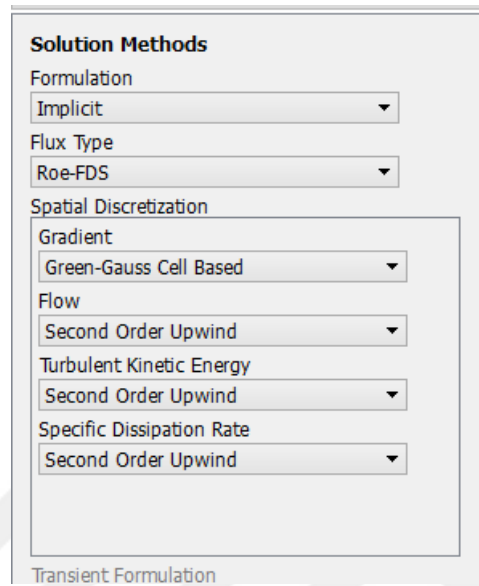 Solution Methods
Formulation
Implicit
Flux Type
Roe-FDS
Spatial Discretization
Gradient
Green-Gauss Cell Based
Flow
Second Order Upwind
Turbulent Kinetic Energy
Second Order Upwind
Specific Dissipation Rate
Second Order Upwind
Transient Formulation